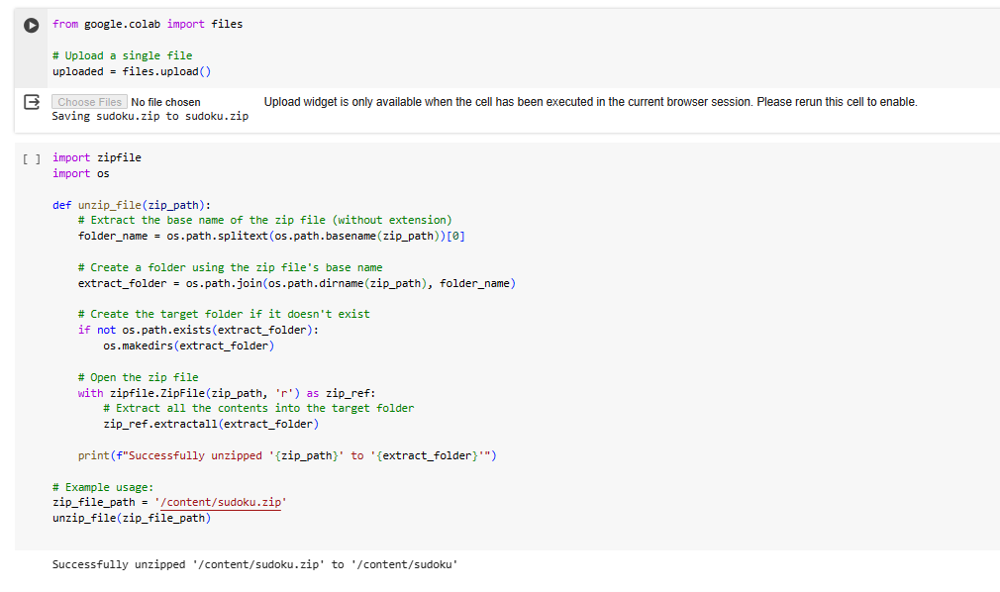 from google.colab import files
# Upload a single file
uploaded = files.upload()
Choose Files No file chosen Upload widget is only available when the cell has been executed in the current browser session. Please rerun this cell to enable.
Saving sudoku.zip to sudoku.zip
[ ] import zipfile
import os
def unzip_file(zip_path):
# Extract the base name of the zip file (without extension)
folder_name = os.path.splitext(os.path.basename(zip_path))[0]
# Create a folder using the zip file's base name
extract_folder = os.path.join(os.path.dirname(zip_path), folder_name)
# Create the target folder if it doesn't exist
if not os.path.exists(extract_folder):
os.makedirs(extract_folder)
# Open the zip file
with zipfile.ZipFile(zip_path, 'r') as zip_ref:
# Extract all the contents into the target folder
zip_ref.extractall(extract_folder)
print(f"Successfully unzipped '{zip_path}' to '{extract_folder}'")
# Example usage:
zip_file_path = '/content/sudoku.zip'
unzip_file(zip_file_path)
Successfully unzipped '/content/sudoku.zip' to '/content/sudoku'